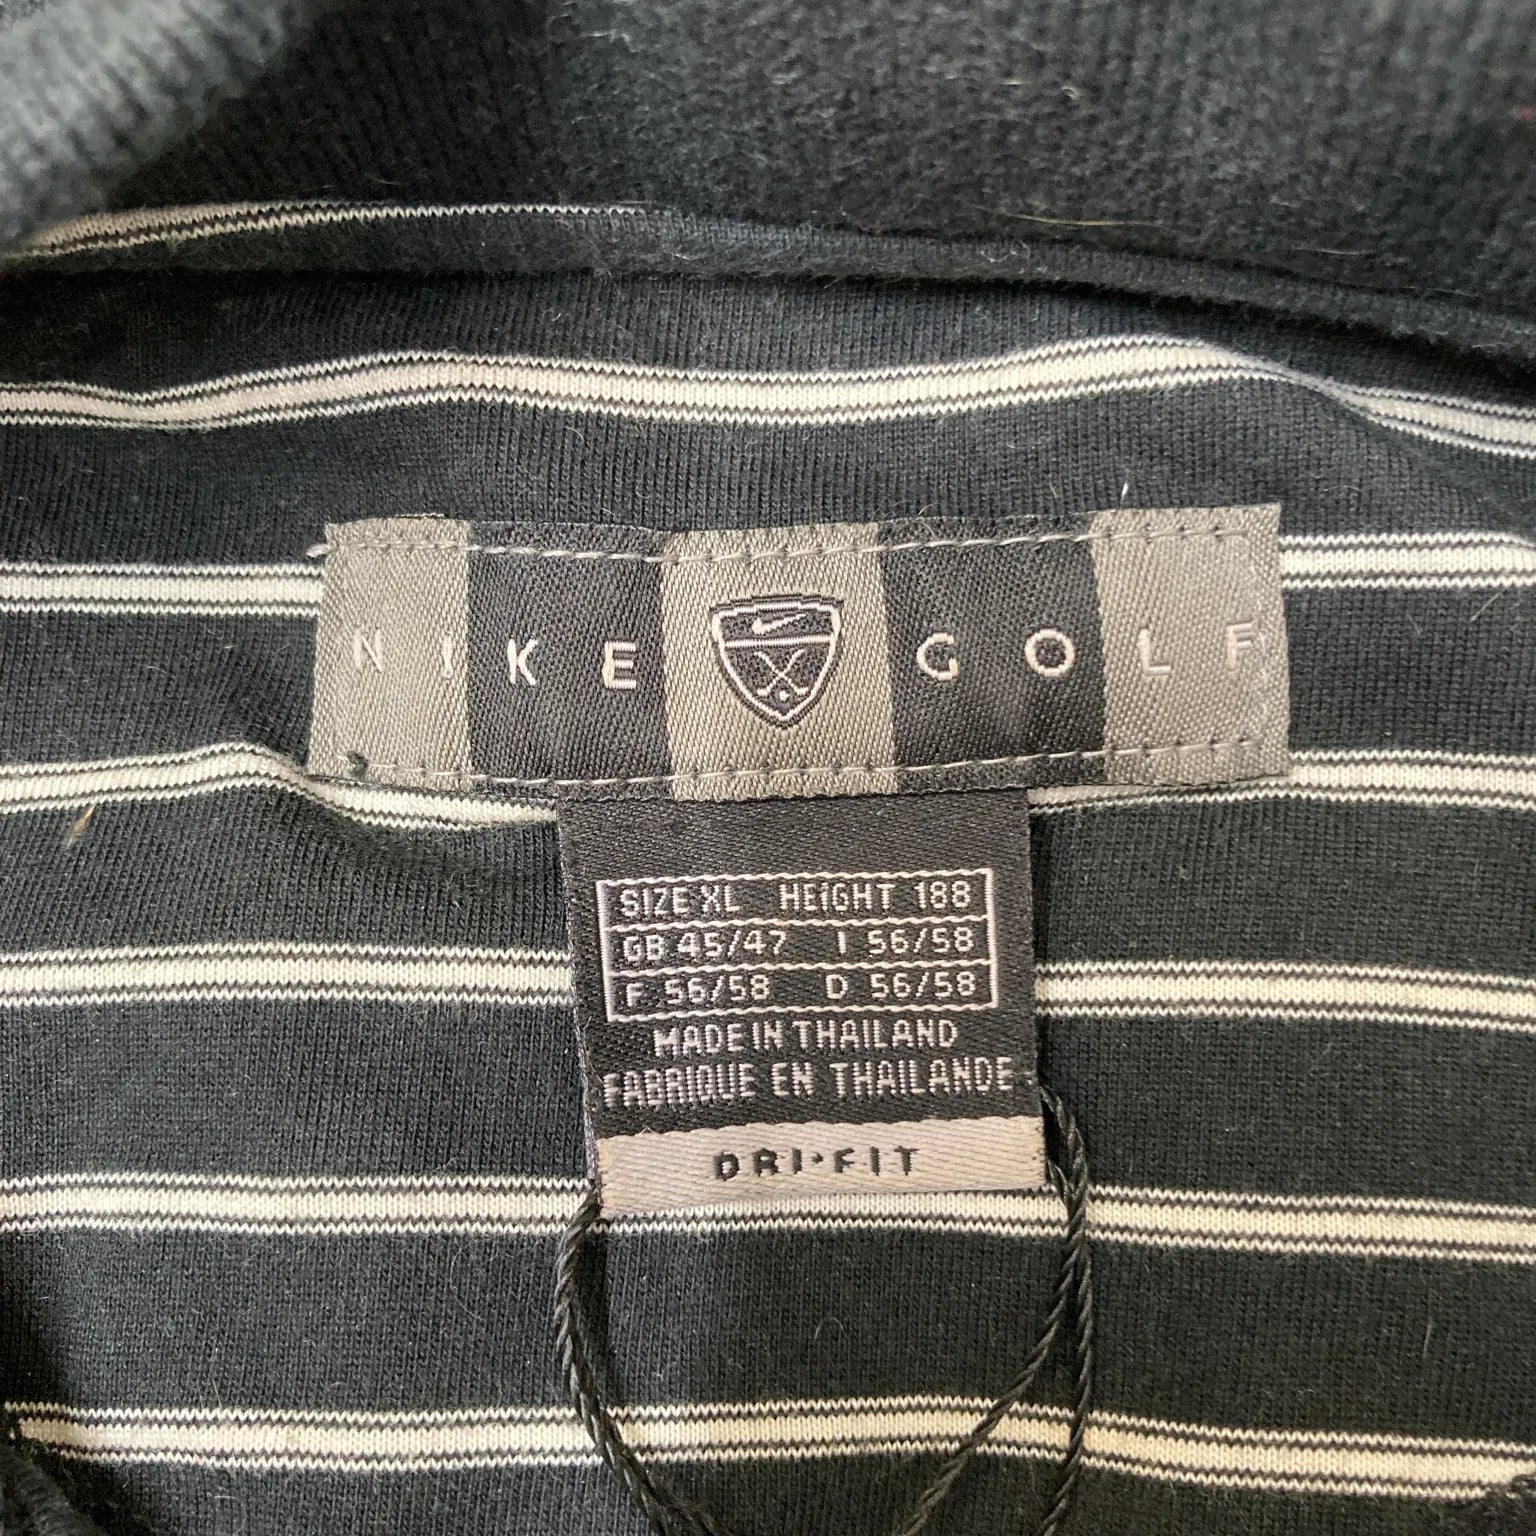 NIKE GOLF
SIZE XL HEIGHT 188
GB 45/47 I 56/58
F 56/58 D 56/58
MADE IN THAILAND
FABRIQUE EN THAILANDE
DRI•FIT